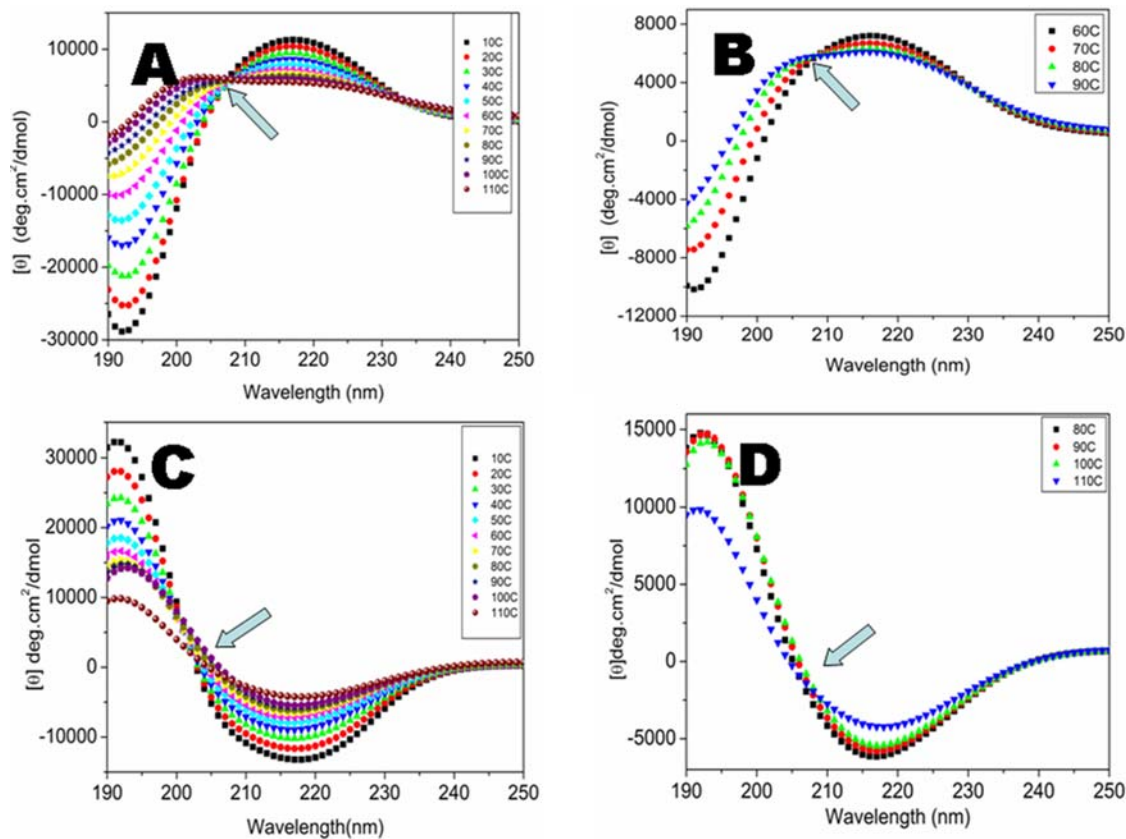 A
[θ] (deg.cm²/dmol)
10000
0
-10000
-20000
-30000
190 200 210 220 230 240 250
Wavelength (nm)
10C
20C
30C
40C
50C
60C
70C
80C
90C
100C
110C
B
[θ] (deg.cm²/dmol)
8000
4000
0
-4000
-8000
-12000
190 200 210 220 230 240 250
Wavelength (nm)
60C
70C
80C
90C
C
[θ] deg.cm²/dmol
30000
20000
10000
0
-10000
190 200 210 220 230 240 250
Wavelength(nm)
10C
20C
30C
40C
50C
60C
70C
80C
90C
100C
110C
D
[θ]deg.cm²/dmol
15000
10000
5000
0
-5000
190 200 210 220 230 240 250
Wavelength (nm)
80C
90C
100C
110C